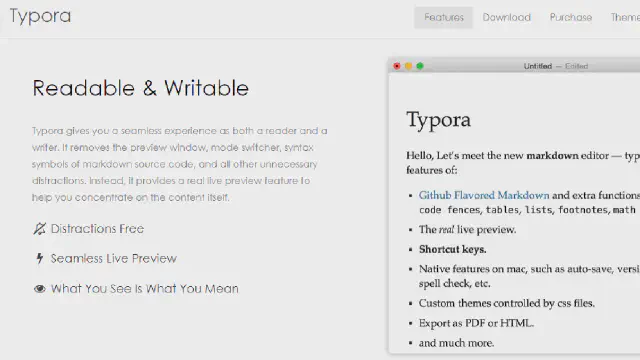 Typora
Features Download Purchase
Readable & Writable
Typora gives you a seamless experience as both a reader and a
writer. It removes the preview window, mode switcher, syntax
symbols of markdown source code, and all other unnecessary
distractions. Instead, it provides a real live preview feature to
help you concentrate on the content itself.
Distractions Free
Seamless Live Preview
What You See Is What You Mean
Untitled — Edited
Typora
Hello, Let's meet the new markdown editor —
features of:
Github Flavored Markdown and extra functions
code fences, tables, lists, footnotes, math
The real live preview.
Shortcut keys.
Native features on mac, such as auto-save,
spell check, etc.
Custom themes controlled by css files.
Export as PDF or HTML.
and much more.